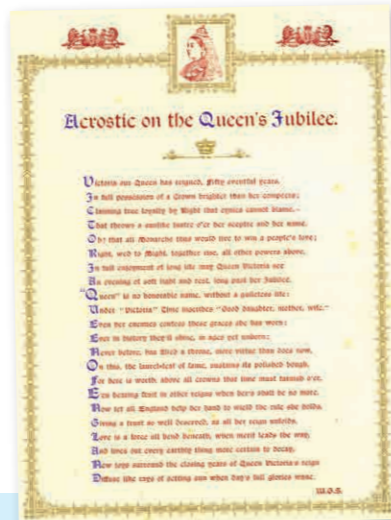 Acrostic on the Queen's Jubilee.
Victoria our Queen has reigned, fifty eventful years,
In full possession of a Crown brighter than her compeers;
Claiming true loyalty by Right that cynics cannot blame,—
That throws a sunlike lustre o'er her sceptre and her name.
Oh! that all Monarchs thus would live to win a people's love;
Right, wed to Might, together rise, all other powers above.
In full enjoyment of long life may Queen Victoria see
An evening of soft light and rest, long past her Jubilee.
"Queen" is no honorable name, without a guileless life:
Under "Victoria" Time inscribes "Good daughter, mother, wife."
Even her enemies confess these graces she has worn;
Ever in history they'll shine, in ages yet unborn;
Never before, has lived a throne, more virtue than does now,
On this, the laurel-leaf of fame, sustains its polished bough,
For here is worth, above all crowns that time must tarnish o'er,
Ere bearing fruit in other reigns when her's shall be no more.
Now let all England help her hand to wield the rule she holds,
Giving a trust so well deserved, as all her reign unfolds,
Love is a force all bend beneath, when merit leads the way,
And lives out every earthly thing more certain to decay,
New joys surround the closing years of Queen Victoria's reign
Diffuse like rays of setting sun when day's full glories wane.
W.G.S.